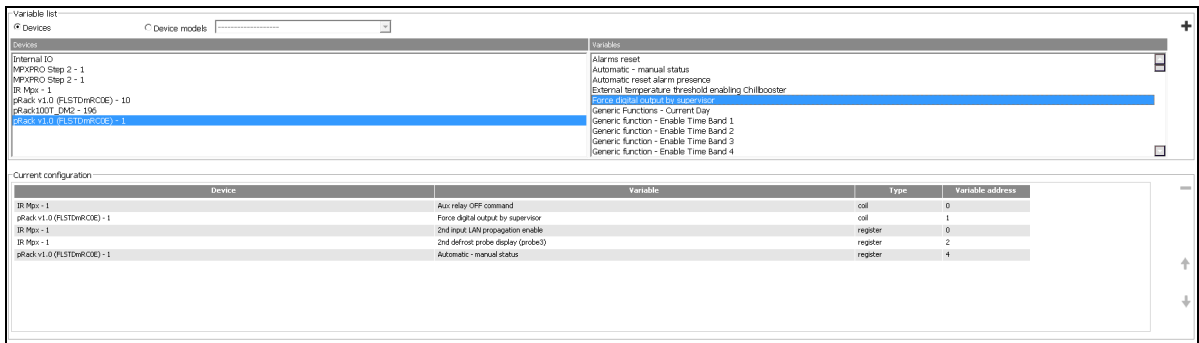 Variable list
Devices
Device models
--------------------
Devices
Variables
Internal IO
MPXPRO Step 2 - 1
MPXPRO Step 2 - 1
IR Mpx - 1
pRack v1.0 (FLSTDmRC0E) - 10
pRack100T_DM2 - 196
pRack v1.0 (FLSTDmRC0E) - 1
Alarms reset
Automatic - manual status
Automatic reset alarm presence
External temperature threshold enabling Chillbooster
Force digital output by supervisor
Generic Functions - Current Day
Generic function - Enable Time Band 1
Generic function - Enable Time Band 2
Generic function - Enable Time Band 3
Generic function - Enable Time Band 4
Current configuration
Device Variable Type Variable address
IR Mpx - 1 Aux relay OFF command coil 0
pRack v1.0 (FLSTDmRC0E) - 1 Force digital output by supervisor coil 1
IR Mpx - 1 2nd input LAN propagation enable register 0
IR Mpx - 1 2nd defrost probe display (probe3) register 2
pRack v1.0 (FLSTDmRC0E) - 1 Automatic - manual status register 4